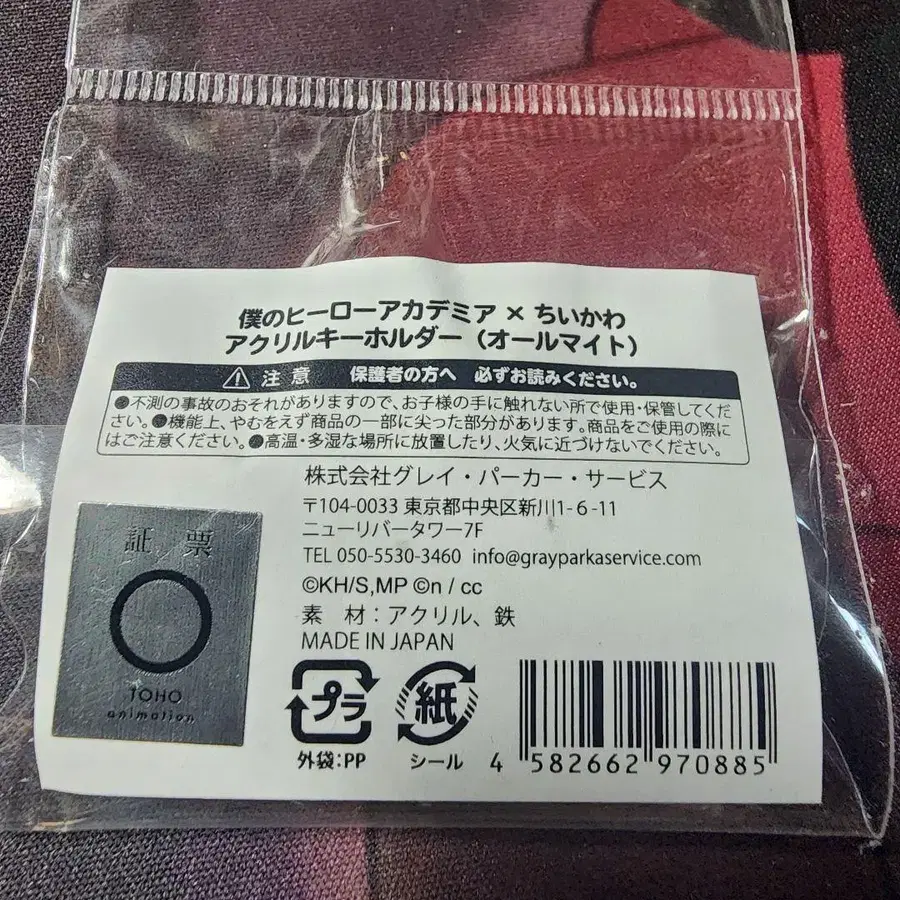 僕のヒーローアカデミア × ちいかわ
アクリルキーホルダー（オールマイト）
注意 保護者の方へ 必ずお読みください。
●不測の事故のおそれがありますので、お子様の手に触れない所で使用・保管してくだ
さい。●機能上、やむをえず商品の一部に尖った部分があります。商品をご使用の際に
はご注意ください。●高温・多湿な場所に放置したり、火気に近づけないでください。
株式会社グレイ・パーカー・サービス
〒104-0033 東京都中央区新川1-6-11
ニューリバータワー7F
TEL 050-5530-3460 info@grayparkaservice.com
©KH/S,MP ©n / cc
素 材：アクリル、鉄
MADE IN JAPAN
証 票
TOHO
animation
プラ
外袋:PP
紙
シール
4 582662 970885